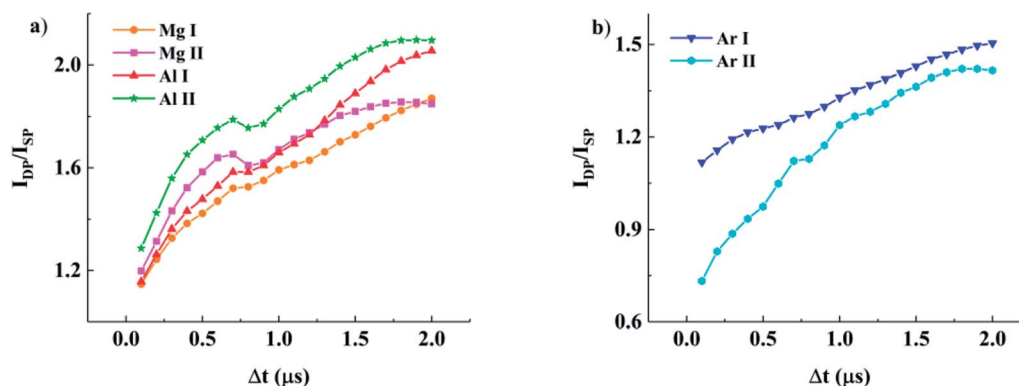 a)
Mg I
Mg II
Al I
Al II
I_DP/I_SP
2.0
1.6
1.2
0.0 0.5 1.0 1.5 2.0
Δt (μs)
b)
Ar I
Ar II
I_DP/I_SP
1.5
1.2
0.9
0.6
0.0 0.5 1.0 1.5 2.0
Δt (μs)